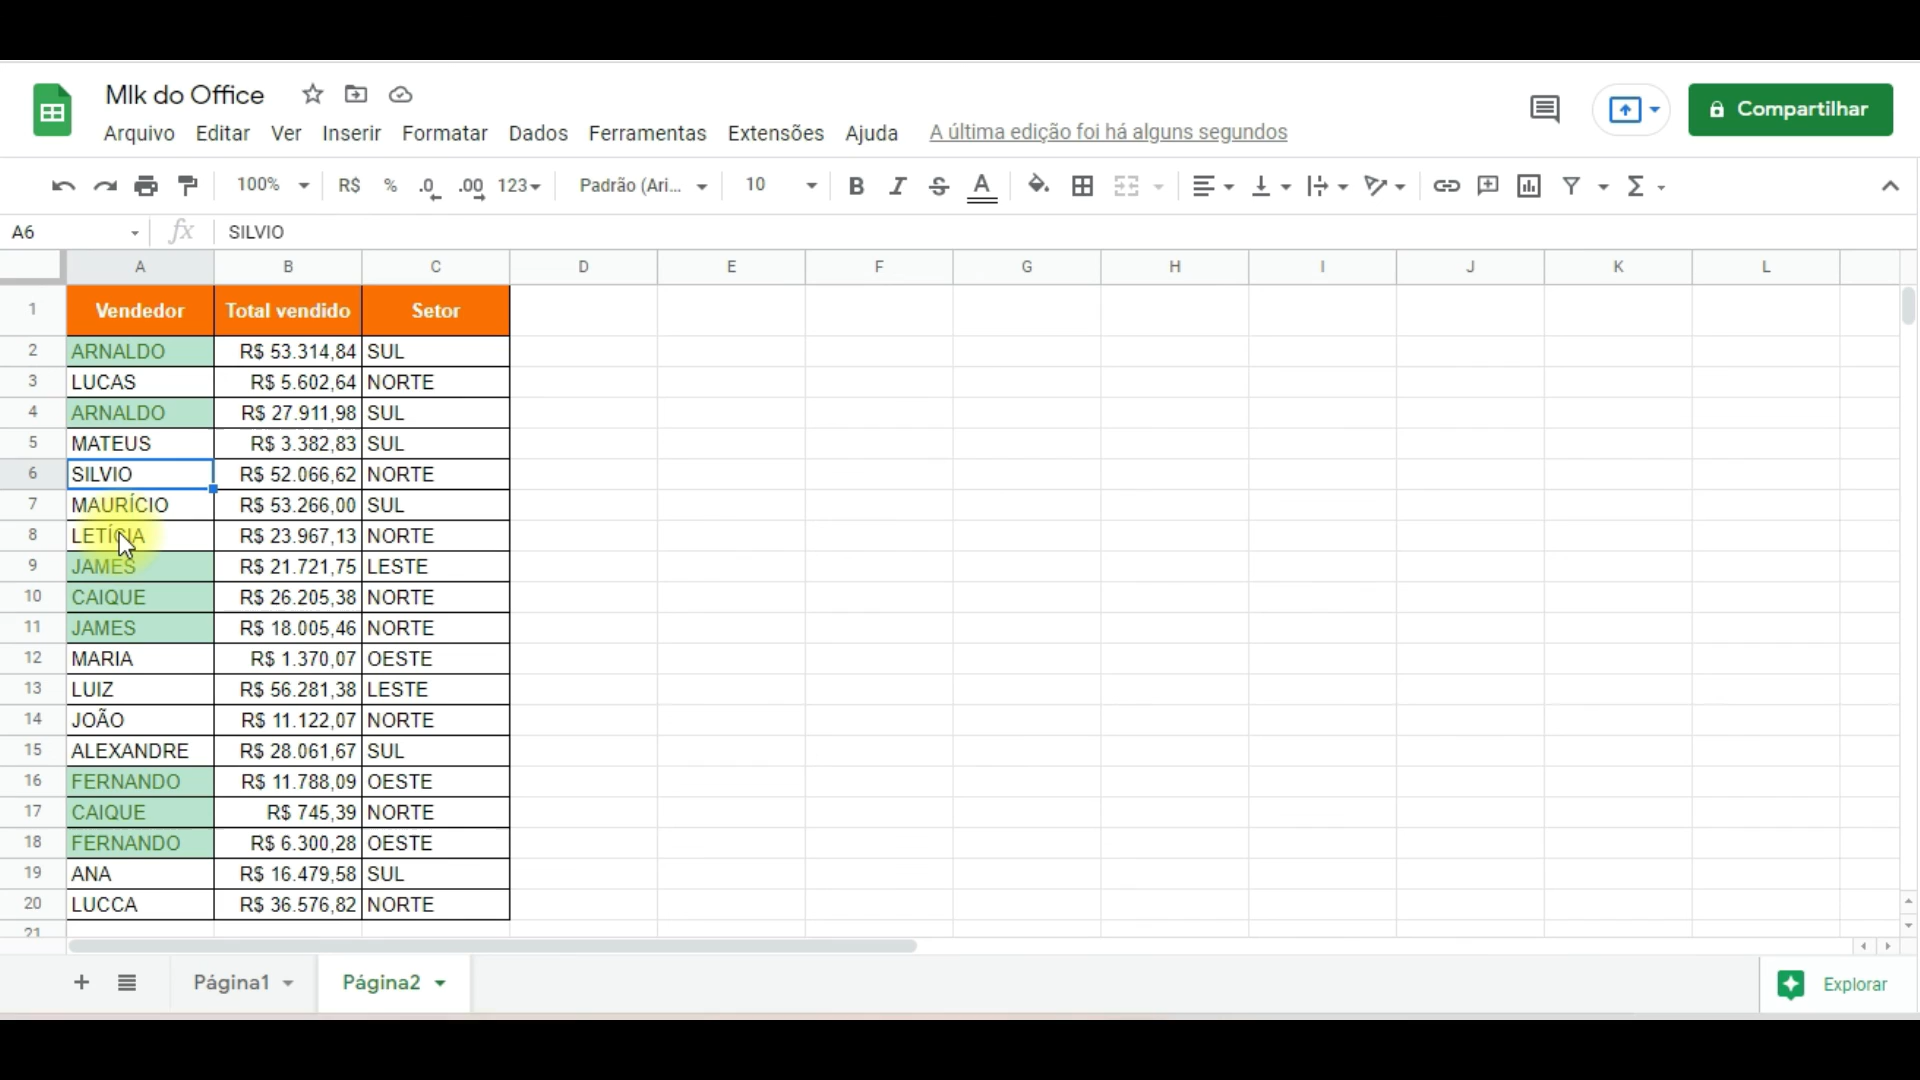 Mlk do Office
Arquivo Editar Ver Inserir Formatar Dados Ferramentas Extensões Ajuda A última edição foi há alguns segundos
Compartilhar
100% R$ % .0 .00 123 Padrão (Ari... 10 B I S A Σ
A6 fx SILVIO
A B C D E F G H I J K L
1 Vendedor Total vendido Setor
2 ARNALDO R$ 53.314,84 SUL
3 LUCAS R$ 5.602,64 NORTE
4 ARNALDO R$ 27.911,98 SUL
5 MATEUS R$ 3.382,83 SUL
6 SILVIO R$ 52.066,62 NORTE
7 MAURÍCIO R$ 53.266,00 SUL
8 LETÍCIA R$ 23.967,13 NORTE
9 JAMES R$ 21.721,75 LESTE
10 CAIQUE R$ 26.205,38 NORTE
11 JAMES R$ 18.005,46 NORTE
12 MARIA R$ 1.370,07 OESTE
13 LUIZ R$ 56.281,38 LESTE
14 JOÃO R$ 11.122,07 NORTE
15 ALEXANDRE R$ 28.061,67 SUL
16 FERNANDO R$ 11.788,09 OESTE
17 CAIQUE R$ 745,39 NORTE
18 FERNANDO R$ 6.300,28 OESTE
19 ANA R$ 16.479,58 SUL
20 LUCCA R$ 36.576,82 NORTE
21
+ Página1 Página2 Explorar